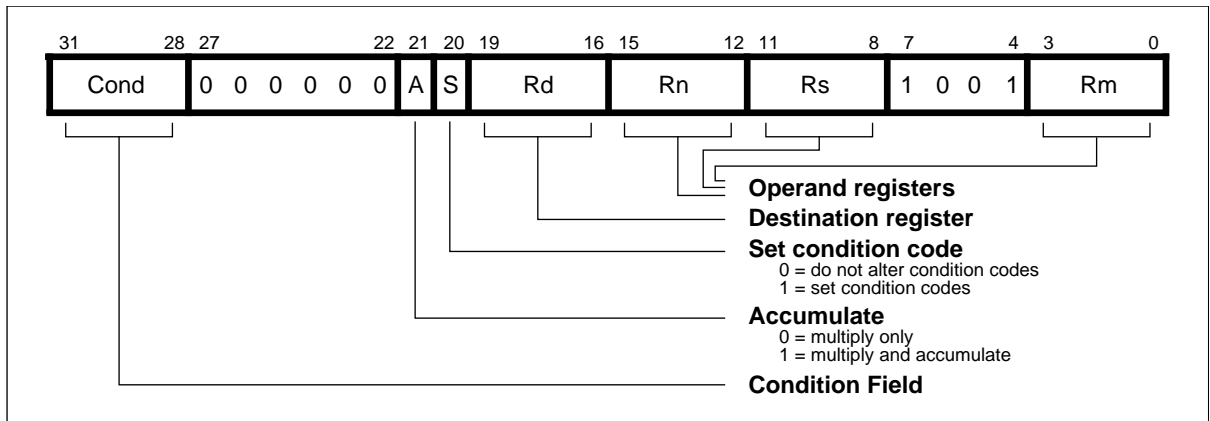 31 28 27 22 21 20 19 16 15 12 11 8 7 4 3 0
Cond 0 0 0 0 0 0 A S Rd Rn Rs 1 0 0 1 Rm
Operand registers
Destination register
Set condition code
0 = do not alter condition codes
1 = set condition codes
Accumulate
0 = multiply only
1 = multiply and accumulate
Condition Field